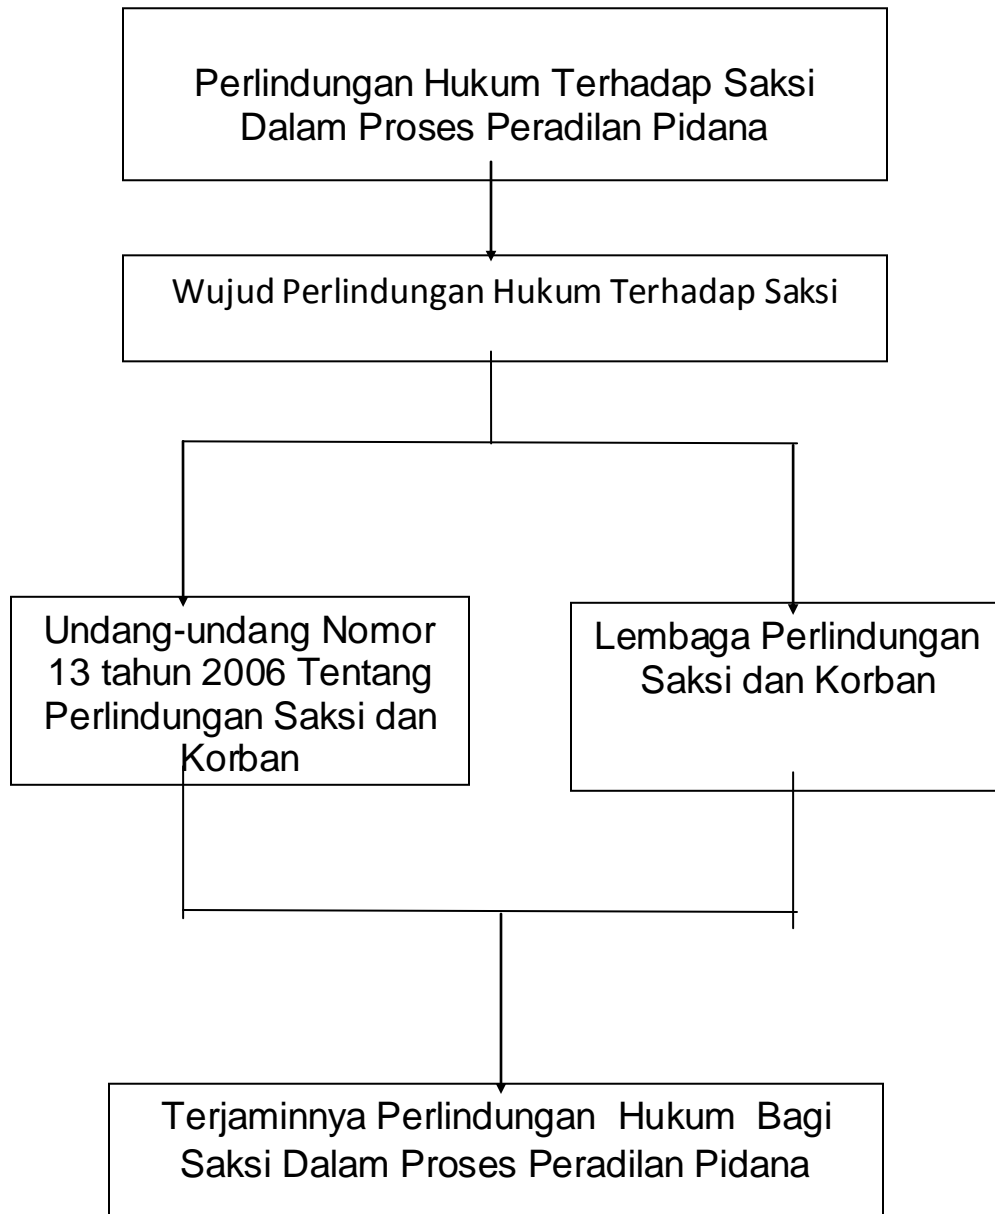 Perlindungan Hukum Terhadap Saksi
Dalam Proses Peradilan Pidana
Wujud Perlindungan Hukum Terhadap Saksi
Undang-undang Nomor
13 tahun 2006 Tentang
Perlindungan Saksi dan
Korban
Lembaga Perlindungan
Saksi dan Korban
Terjaminnya Perlindungan Hukum Bagi
Saksi Dalam Proses Peradilan Pidana